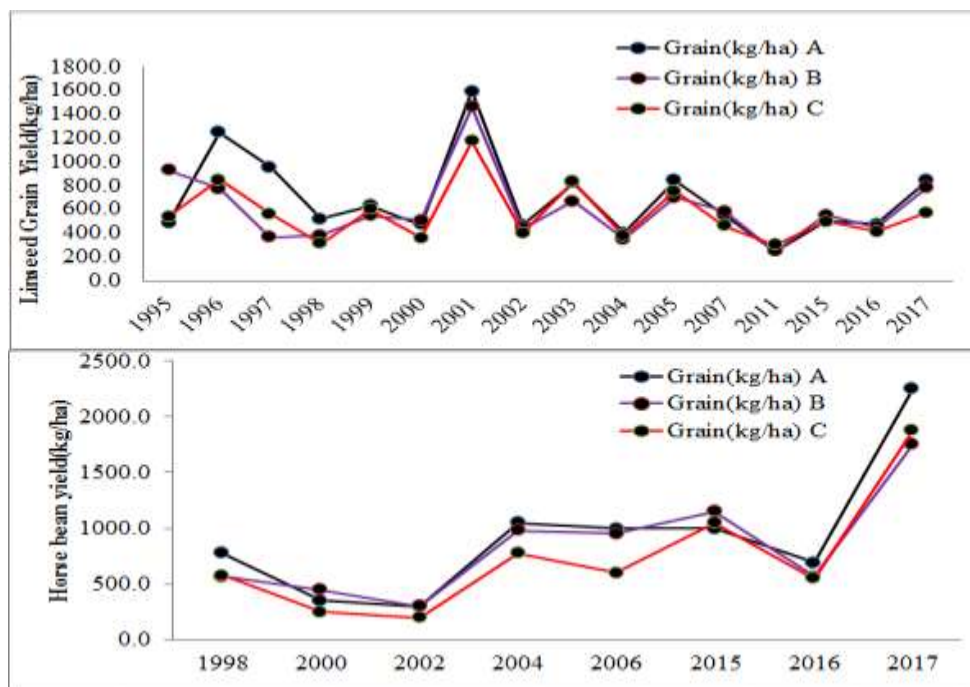 Linseed Grain Yield(kg/ha)
1800.0
1600.0
1400.0
1200.0
1000.0
800.0
600.0
400.0
200.0
0.0
Grain(kg/ha) A
Grain(kg/ha) B
Grain(kg/ha) C
1995 1996 1997 1998 1999 2000 2001 2002 2003 2004 2005 2007 2011 2015 2016 2017
Horse bean yield(kg/ha)
2500.0
2000.0
1500.0
1000.0
500.0
0.0
Grain(kg/ha) A
Grain(kg/ha) B
Grain(kg/ha) C
1998 2000 2002 2004 2006 2015 2016 2017